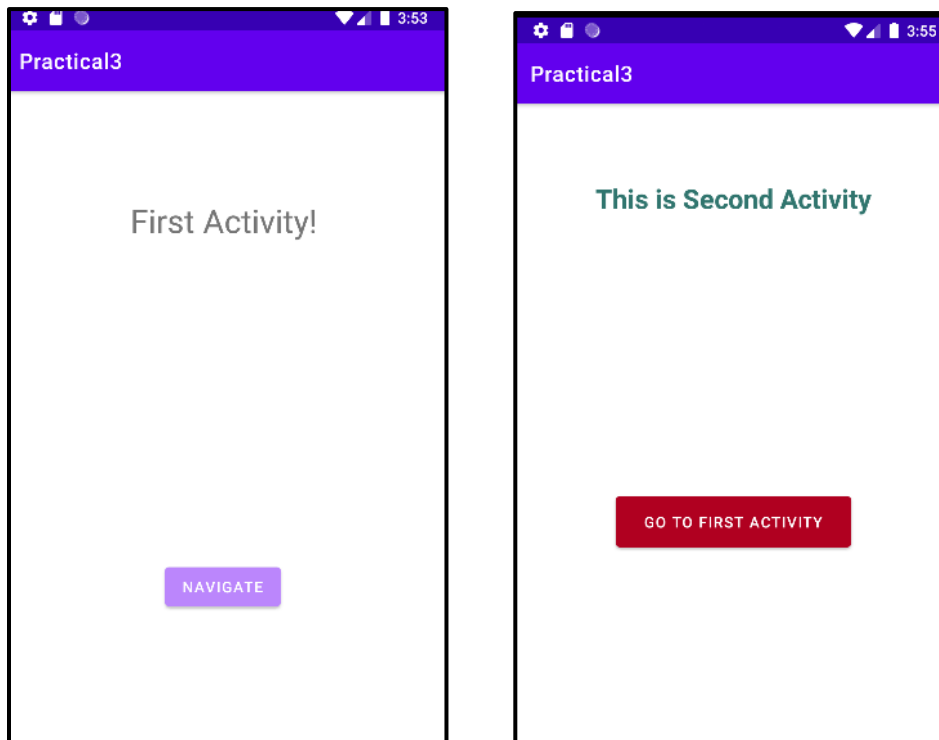 3:53
Practical3
First Activity!
NAVIGATE
3:55
Practical3
This is Second Activity
GO TO FIRST ACTIVITY